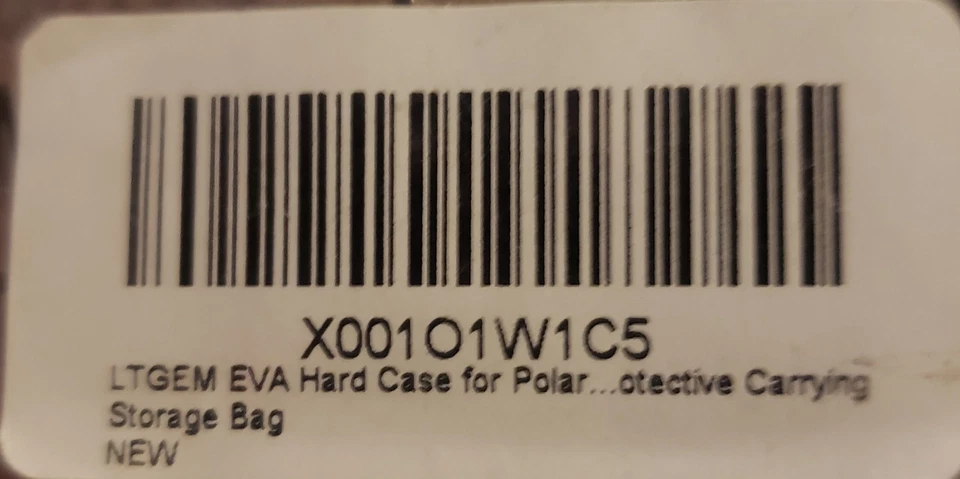 X001O1W1C5
LTGEM EVA Hard Case for Polar...otective Carrying
Storage Bag
NEW